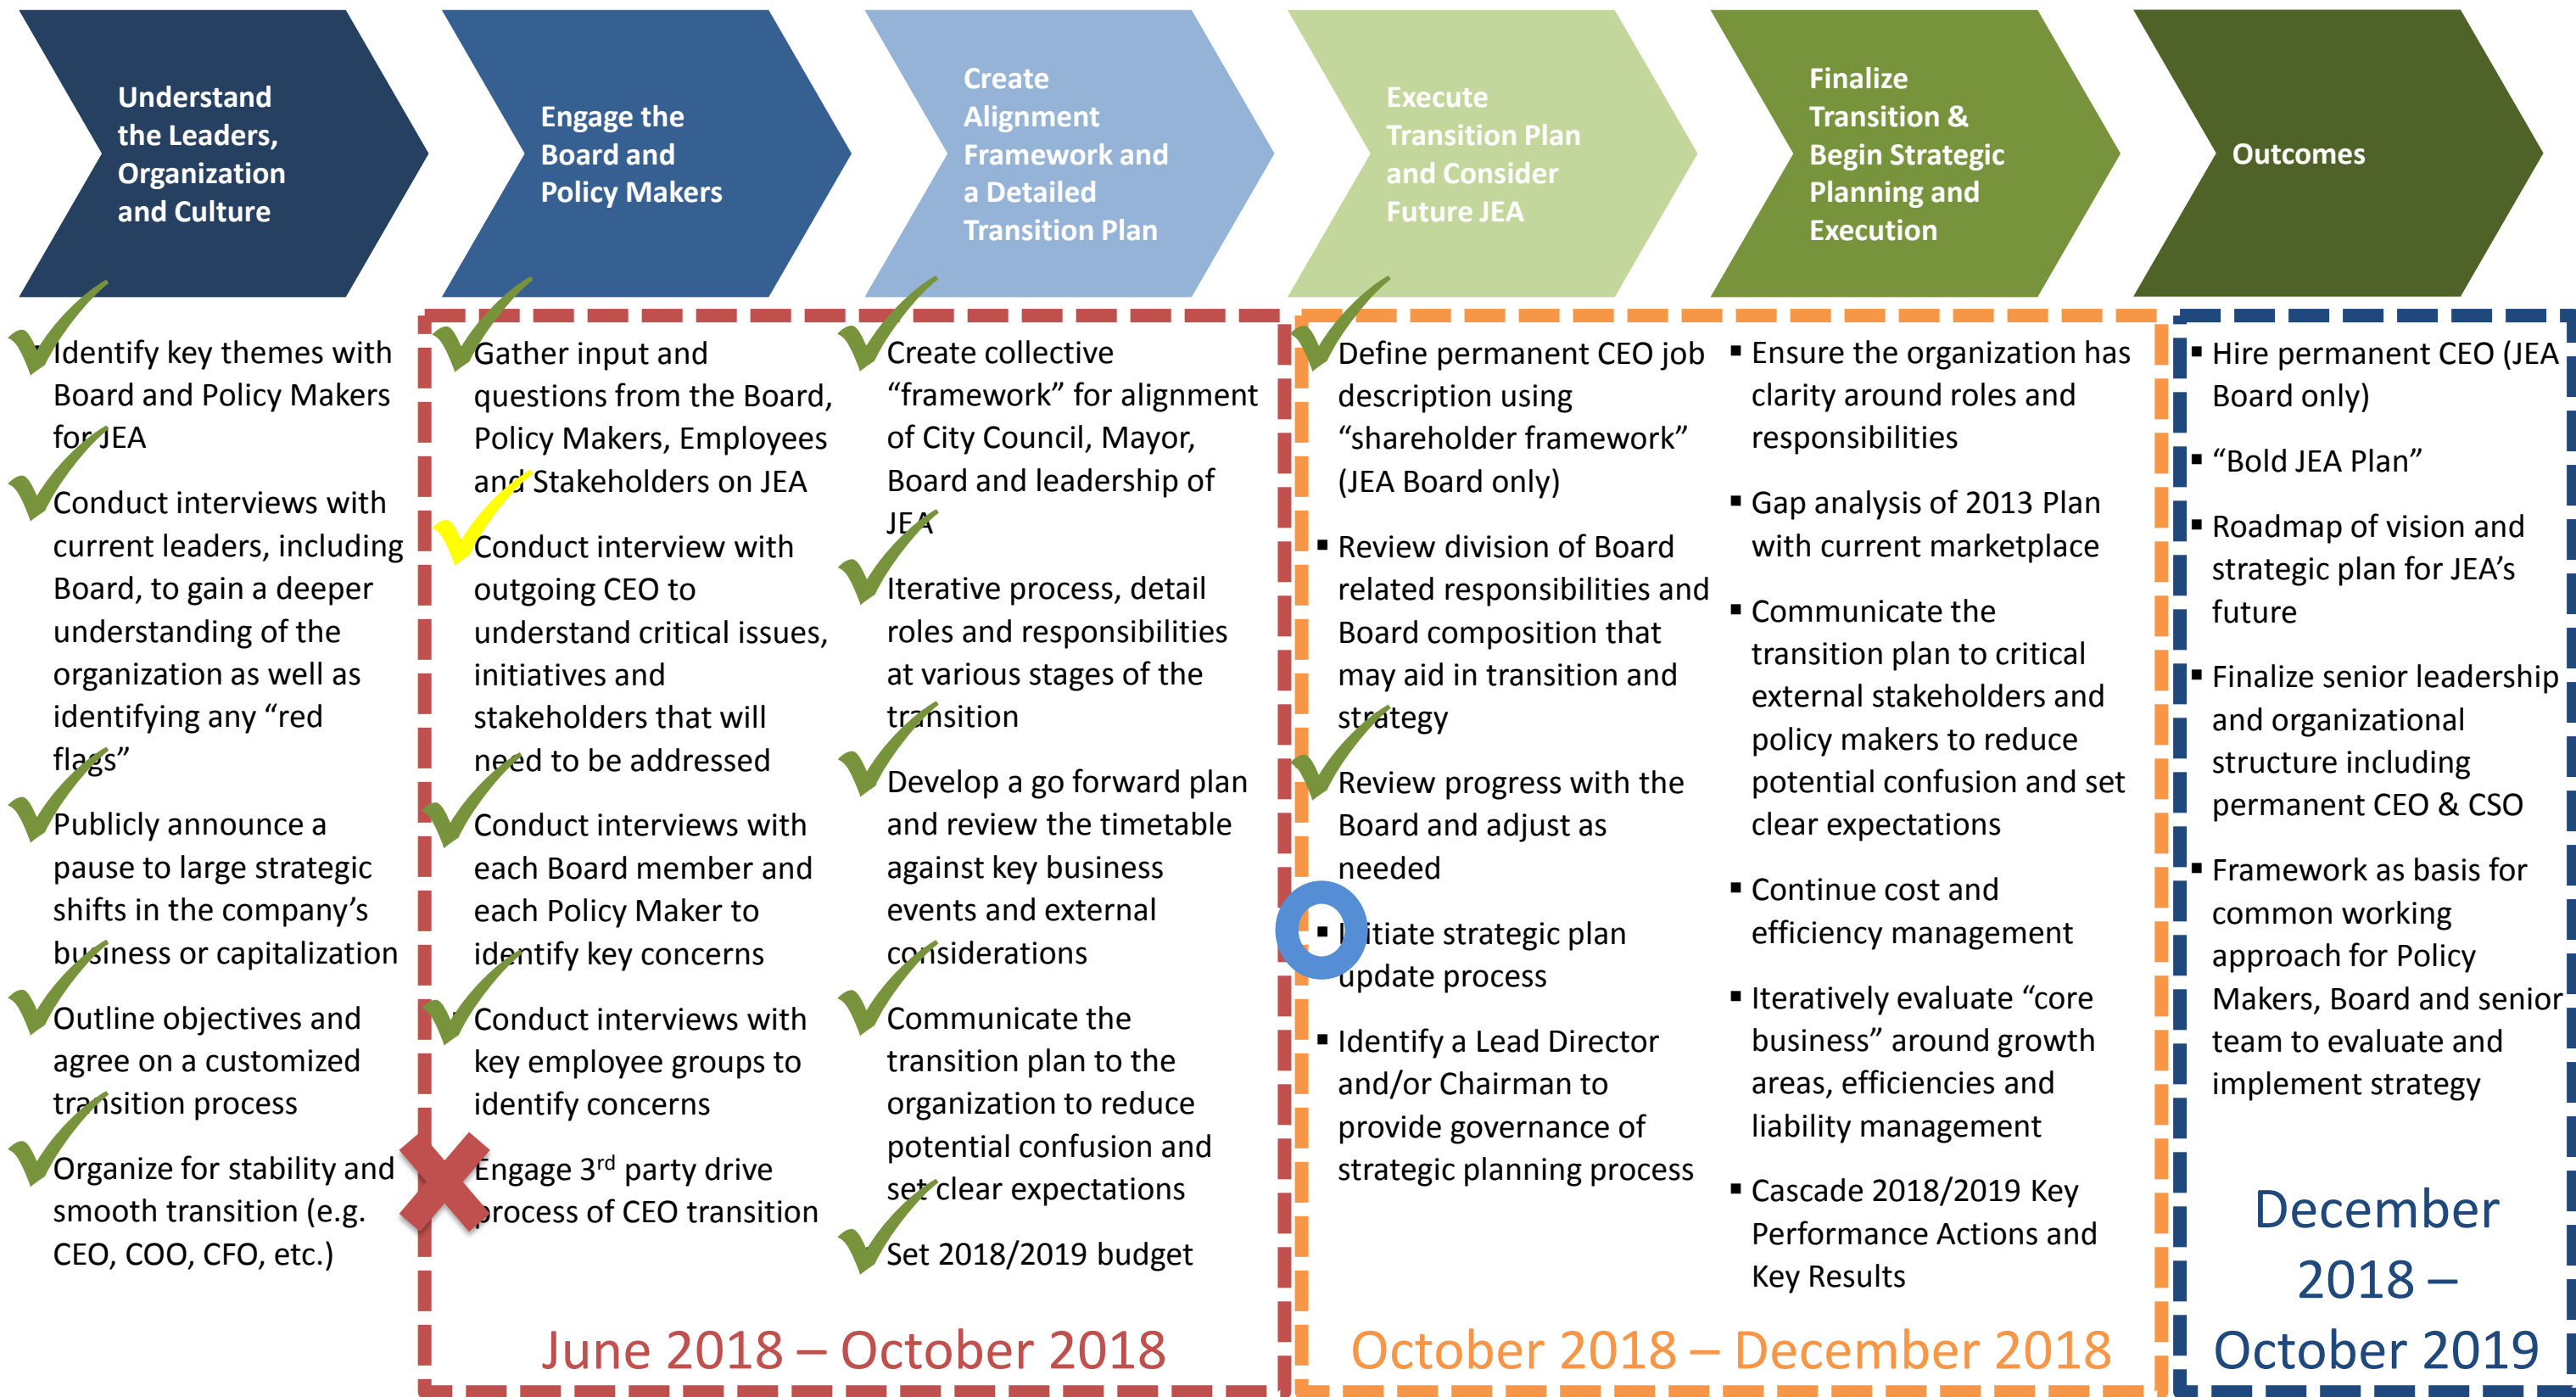 Understand
the Leaders,
Organization
and Culture
Engage the
Board and
Policy Makers
Create
Alignment
Framework and
a Detailed
Transition Plan
Execute
Transition Plan
and Consider
Future JEA
Finalize
Transition &
Begin Strategic
Planning and
Execution
Outcomes
Identify key themes with
Board and Policy Makers
for JEA
Conduct interviews with
current leaders, including
Board, to gain a deeper
understanding of the
organization as well as
identifying any “red
flags”
Publicly announce a
pause to large strategic
shifts in the company’s
business or capitalization
Outline objectives and
agree on a customized
transition process
Organize for stability and
smooth transition (e.g.
CEO, COO, CFO, etc.)
Gather input and
questions from the Board,
Policy Makers, Employees
and Stakeholders on JEA
Conduct interview with
outgoing CEO to
understand critical issues,
initiatives and
stakeholders that will
need to be addressed
Conduct interviews with
each Board member and
each Policy Maker to
identify key concerns
Conduct interviews with
key employee groups to
identify concerns
Engage 3rd party drive
process of CEO transition
Create collective
“framework” for alignment
of City Council, Mayor,
Board and leadership of
JEA
Iterative process, detail
roles and responsibilities
at various stages of the
transition
Develop a go forward plan
and review the timetable
against key business
events and external
considerations
Communicate the
transition plan to the
organization to reduce
potential confusion and
set clear expectations
Set 2018/2019 budget
June 2018 – October 2018
Define permanent CEO job
description using
“shareholder framework”
(JEA Board only)
▪ Review division of Board
related responsibilities and
Board composition that
may aid in transition and
strategy
Review progress with the
Board and adjust as
needed
▪ Initiate strategic plan
update process
▪ Identify a Lead Director
and/or Chairman to
provide governance of
strategic planning process
▪ Ensure the organization has
clarity around roles and
responsibilities
▪ Gap analysis of 2013 Plan
with current marketplace
▪ Communicate the
transition plan to critical
external stakeholders and
policy makers to reduce
potential confusion and set
clear expectations
▪ Continue cost and
efficiency management
▪ Iteratively evaluate “core
business” around growth
areas, efficiencies and
liability management
▪ Cascade 2018/2019 Key
Performance Actions and
Key Results
October 2018 – December 2018
▪ Hire permanent CEO (JEA
Board only)
▪ “Bold JEA Plan”
▪ Roadmap of vision and
strategic plan for JEA’s
future
▪ Finalize senior leadership
and organizational
structure including
permanent CEO & CSO
▪ Framework as basis for
common working
approach for Policy
Makers, Board and senior
team to evaluate and
implement strategy
December
2018 –
October 2019